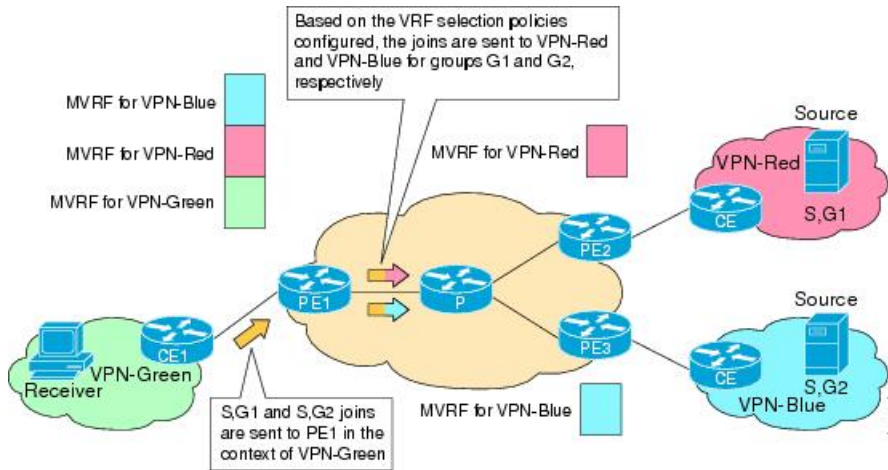 Based on the VRF selection policies
configured, the joins are sent to VPN-Red
and VPN-Blue for groups G1 and G2,
respectively
MVRF for VPN-Blue
MVRF for VPN-Red
MVRF for VPN-Green
MVRF for VPN-Red
Source
VPN-Red
S,G1
CE
PE2
PE1
P
PE3
CE1
VPN-Green
Receiver
Source
CE
S,G2
VPN-Blue
MVRF for VPN-Blue
S,G1 and S,G2 joins
are sent to PE1 in the
context of VPN-Green